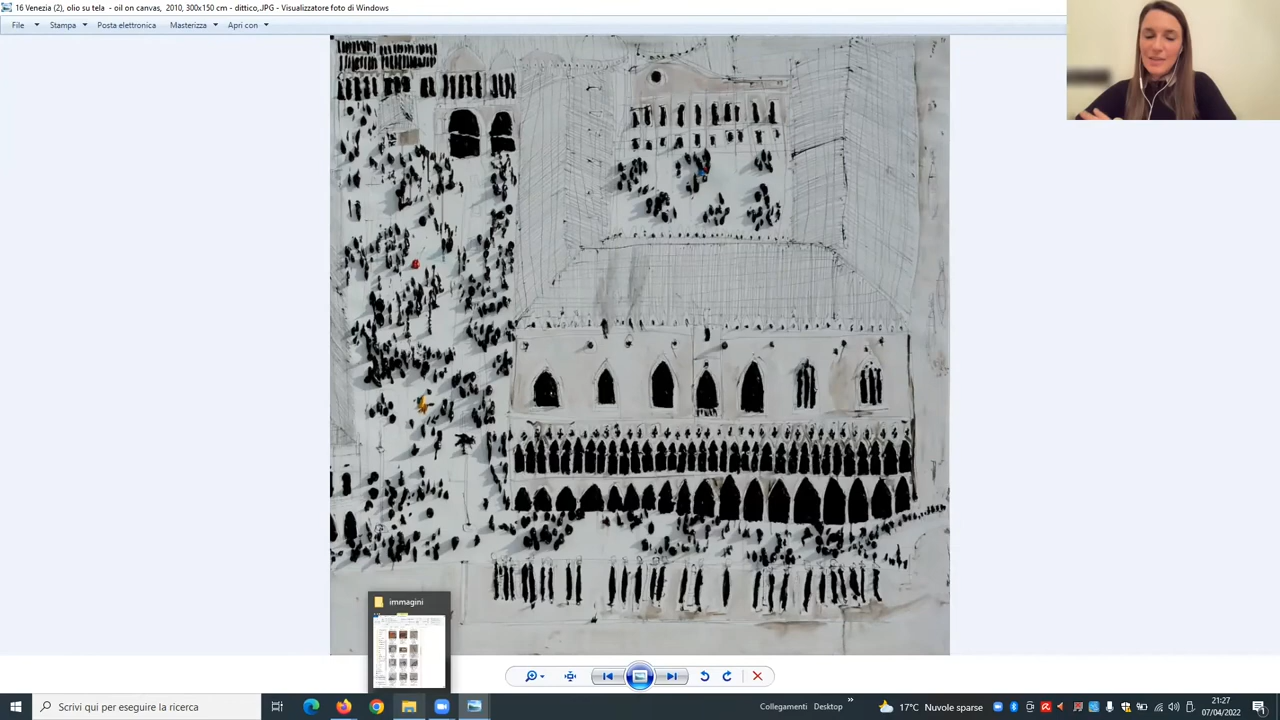 16 Venezia (2), olio su tela - oil on canvas, 2010, 300x150 cm - dittico,.JPG - Visualizzatore foto di Windows
File Stampa Posta elettronica Masterizza Apri con
immagini
Scrivi qui per eseguire la ricerca
Collegamenti Desktop » 17°C Nuvole sparse 21:27
07/04/2022